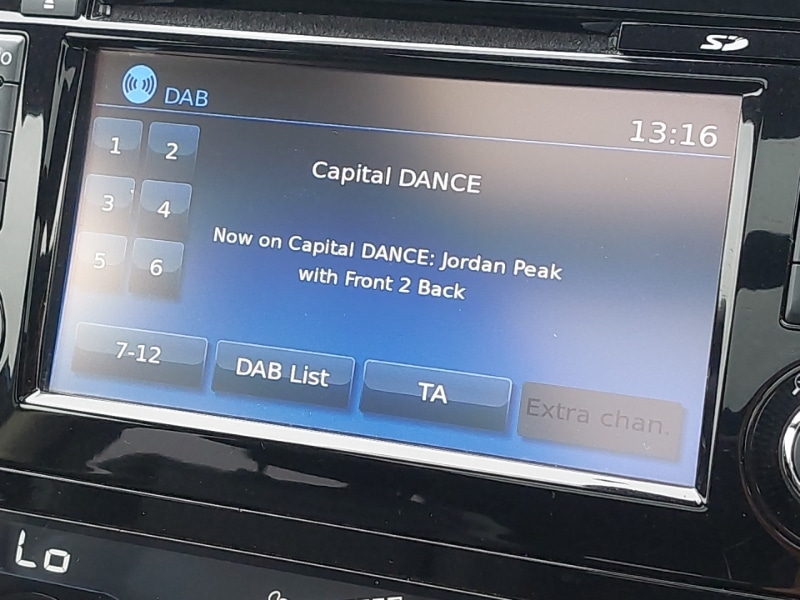 SD
DAB
13:16
1 2
Capital DANCE
3 4
Now on Capital DANCE: Jordan Peak
with Front 2 Back
5 6
7-12
DAB List
TA
Extra chan.
Lo